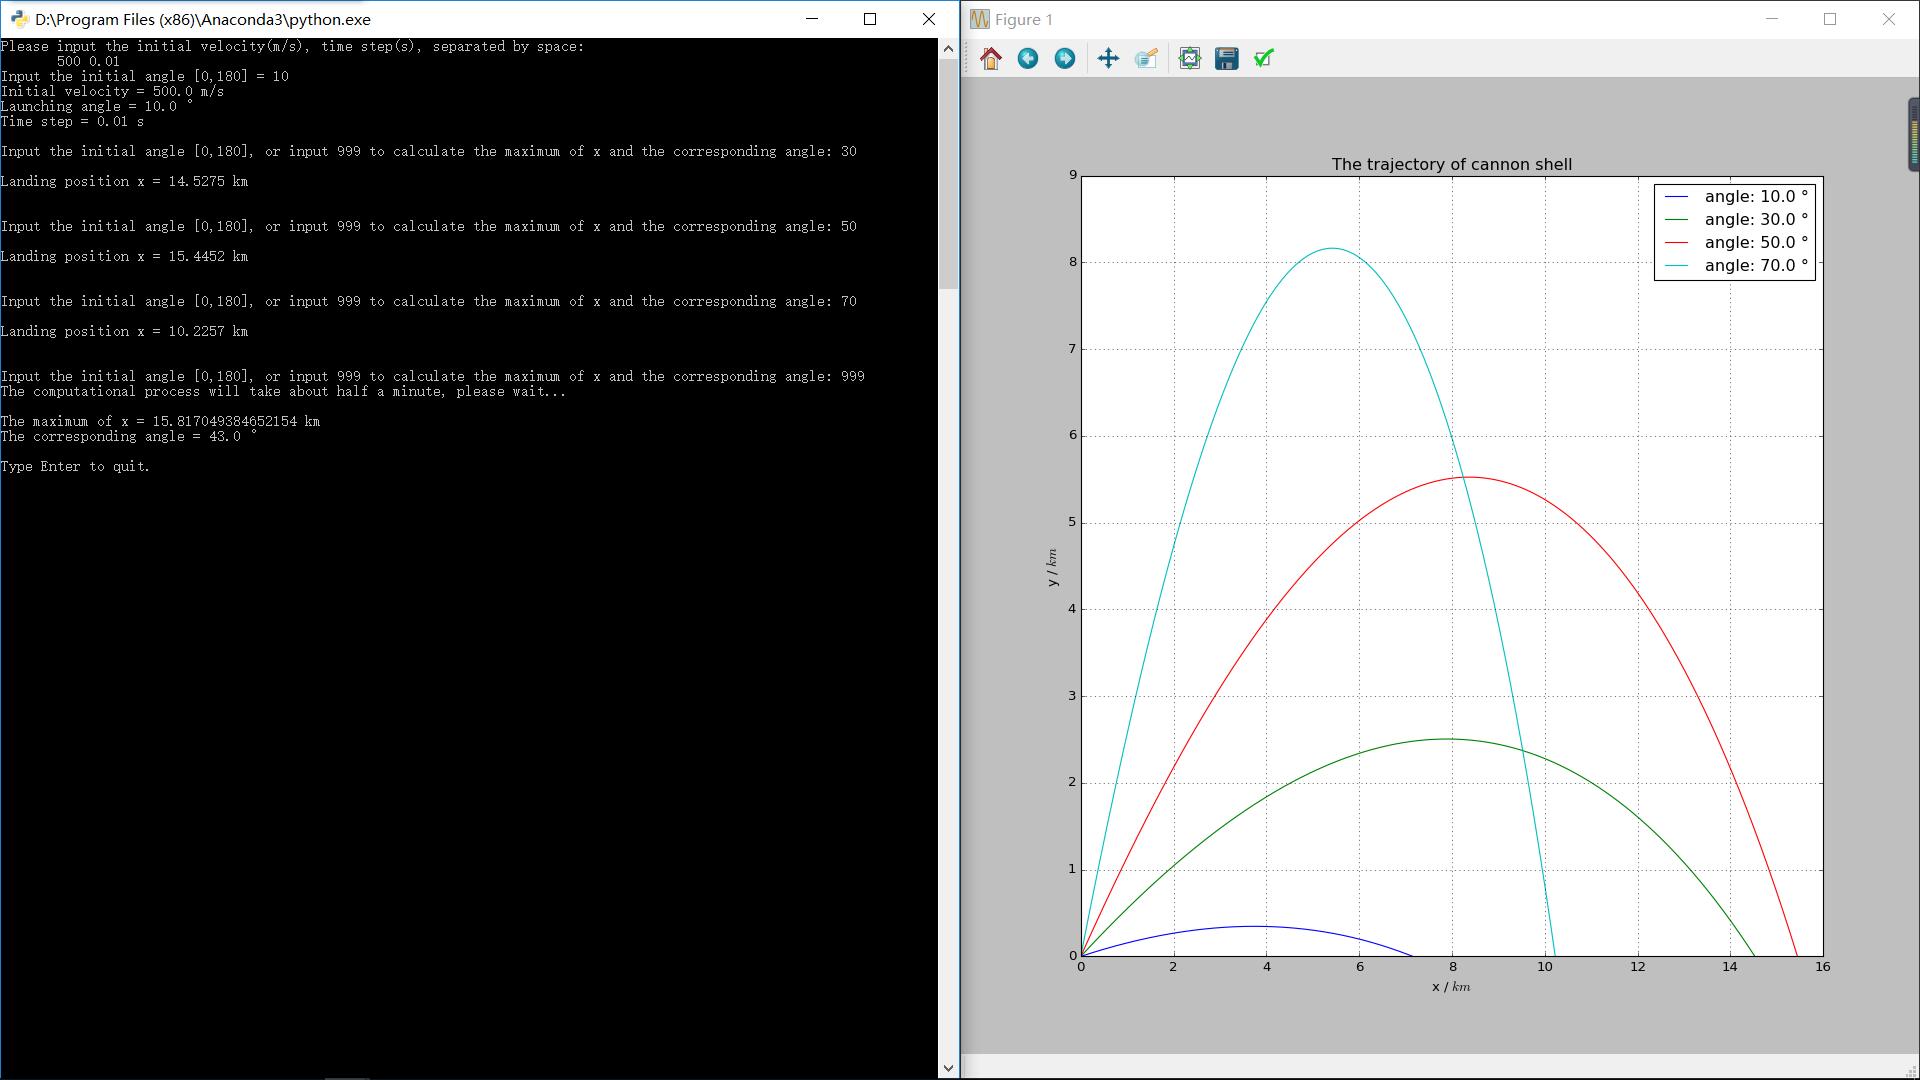 D:\Program Files (x86)\Anaconda3\python.exe
Please input the initial velocity(m/s), time step(s), separated by space:
500 0.01
Input the initial angle [0,180] = 10
Initial velocity = 500.0 m/s
Launching angle = 10.0 °
Time step = 0.01 s
Input the initial angle [0,180], or input 999 to calculate the maximum of x and the corresponding angle: 30
Landing position x = 14.5275 km
Input the initial angle [0,180], or input 999 to calculate the maximum of x and the corresponding angle: 50
Landing position x = 15.4452 km
Input the initial angle [0,180], or input 999 to calculate the maximum of x and the corresponding angle: 70
Landing position x = 10.2257 km
Input the initial angle [0,180], or input 999 to calculate the maximum of x and the corresponding angle: 999
The computational process will take about half a minute, please wait...
The maximum of x = 15.817049384652154 km
The corresponding angle = 43.0 °
Type Enter to quit.
Figure 1
The trajectory of cannon shell
angle: 10.0 °
angle: 30.0 °
angle: 50.0 °
angle: 70.0 °
9
8
7
6
5
4
3
2
1
0
y / km
0 2 4 6 8 10 12 14 16
x / km